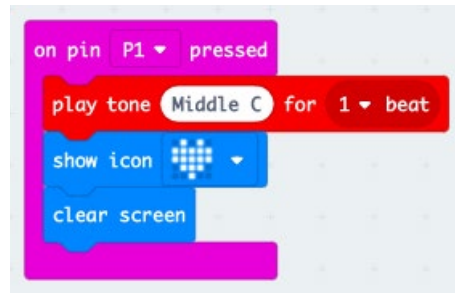 on pin P1 pressed
play tone Middle C for 1 beat
show icon
clear screen